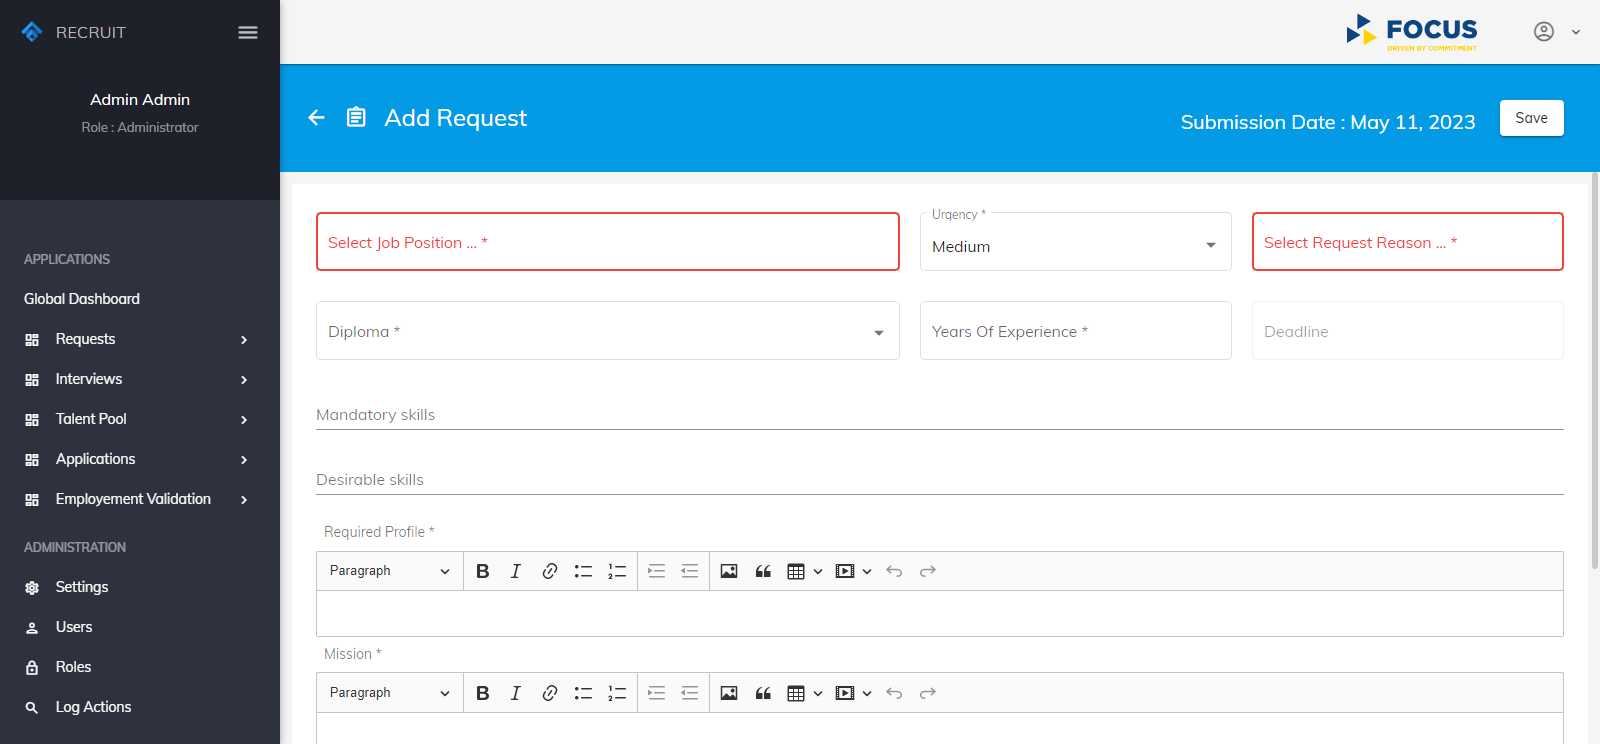 RECRUIT
Admin Admin
Role : Administrator
APPLICATIONS
Global Dashboard
Requests
Interviews
Talent Pool
Applications
Employement Validation
ADMINISTRATION
Settings
Users
Roles
Log Actions
FOCUS
DRIVEN BY COMMITMENT
Add Request
Submission Date : May 11, 2023
Save
Select Job Position ... *
Urgency *
Medium
Select Request Reason ... *
Diploma *
Years Of Experience *
Deadline
Mandatory skills
Desirable skills
Required Profile *
Paragraph
Mission *
Paragraph